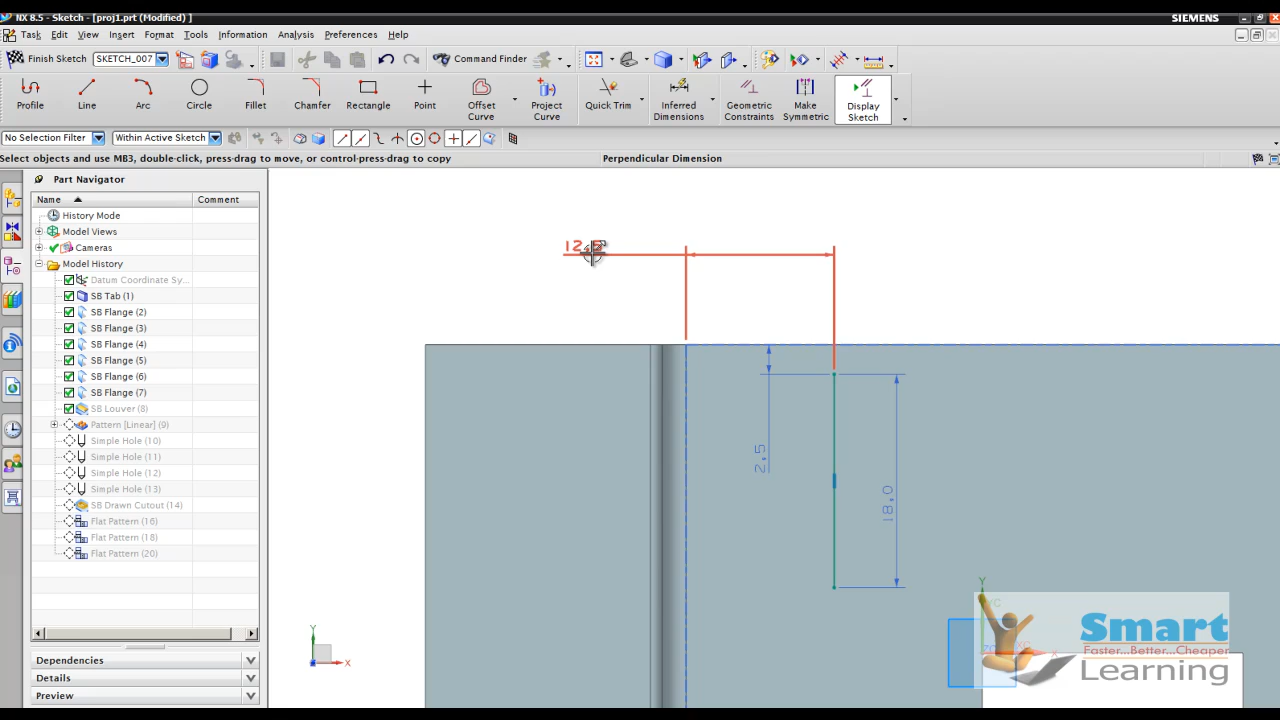 NX 8.5 - Sketch - [proj1.prt (Modified) ]
SIEMENS
Task Edit View Insert Format Tools Information Analysis Preferences Help
Finish Sketch SKETCH_007 Command Finder
Profile Line Arc Circle Fillet Chamfer Rectangle Point Offset Curve Project Curve Quick Trim Inferred Dimensions Geometric Constraints Make Symmetric Display Sketch
No Selection Filter Within Active Sketch
Select objects and use MB3, double-click, press-drag to move, or control-press-drag to copy
Perpendicular Dimension
Part Navigator
Name Comment
History Mode
Model Views
Cameras
Model History
Datum Coordinate Sy...
SB Tab (1)
SB Flange (2)
SB Flange (3)
SB Flange (4)
SB Flange (5)
SB Flange (6)
SB Flange (7)
SB Louver (8)
Pattern [Linear] (9)
Simple Hole (10)
Simple Hole (11)
Simple Hole (12)
Simple Hole (13)
SB Drawn Cutout (14)
Flat Pattern (16)
Flat Pattern (18)
Flat Pattern (20)
Dependencies
Details
Preview
2.5
18.0
Y
X
Y
Smart
Faster...Better...Cheaper
Learning